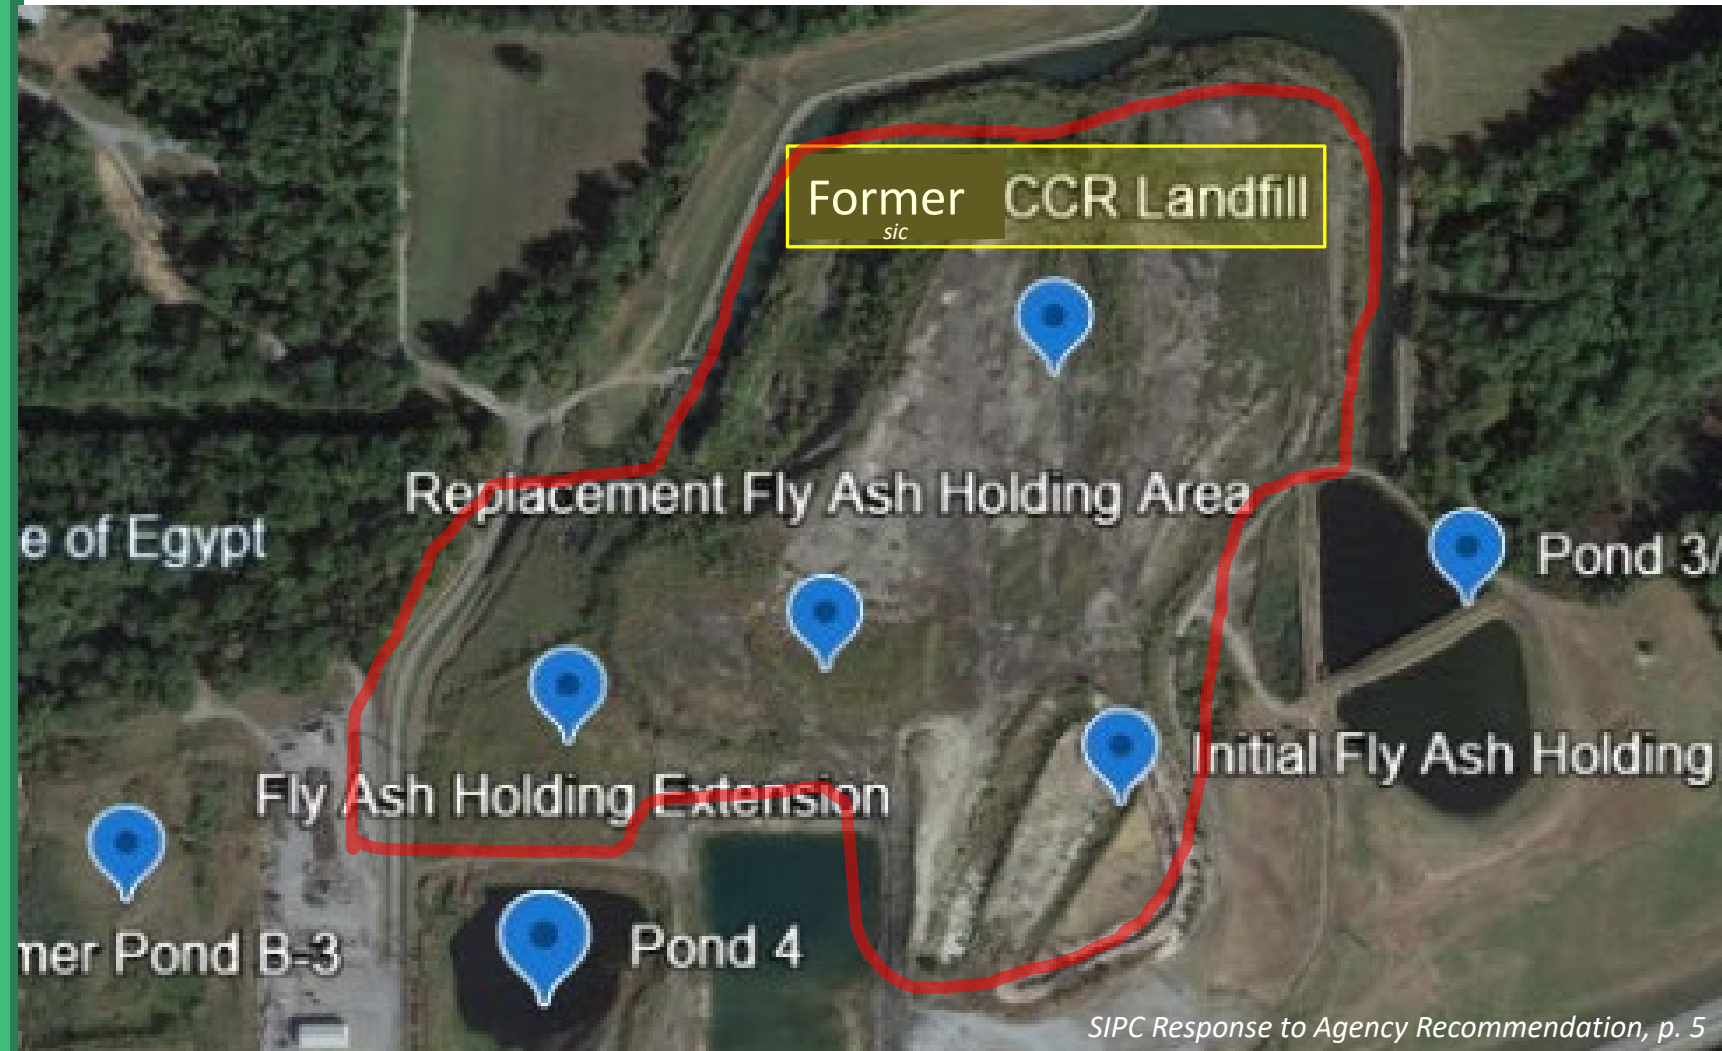 Former CCR Landfill
sic
Replacement Fly Ash Holding Area
e of Egypt
Pond 3/
Initial Fly Ash Holding
Fly Ash Holding Extension
mer Pond B-3
Pond 4
SIPC Response to Agency Recommendation, p. 5